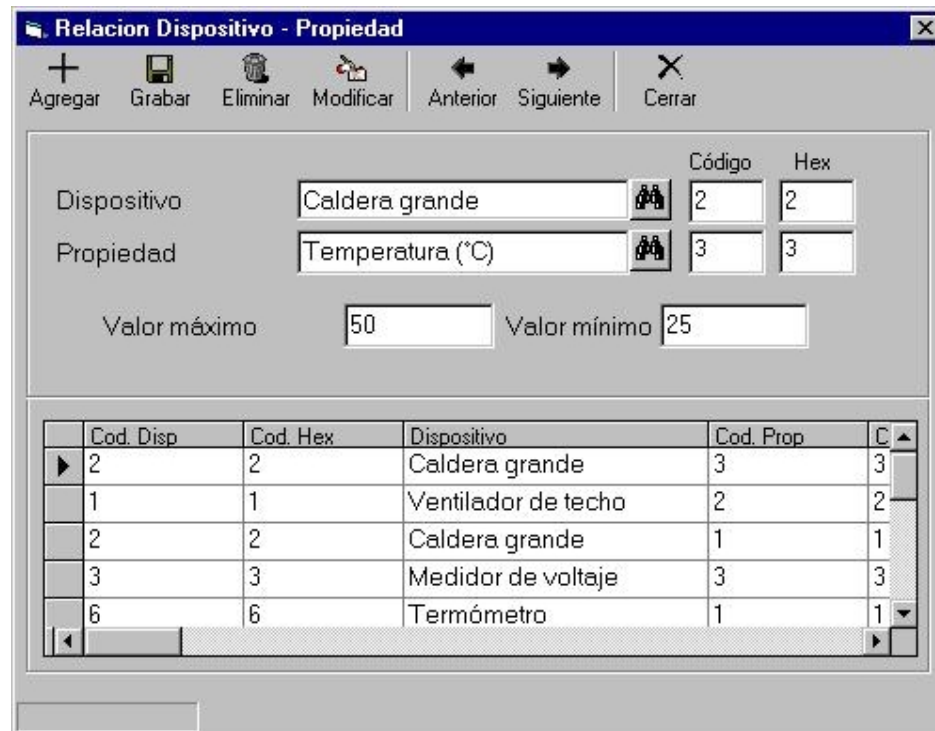 Relacion Dispositivo - Propiedad
Agregar Grabar Eliminar Modificar Anterior Siguiente Cerrar
Código Hex
Dispositivo Caldera grande 2 2
Propiedad Temperatura (°C) 3 3
Valor máximo 50 Valor mínimo 25
Cod. Disp Cod. Hex Dispositivo Cod. Prop C
2 2 Caldera grande 3 3
1 1 Ventilador de techo 2 2
2 2 Caldera grande 1 1
3 3 Medidor de voltaje 3 3
6 6 Termómetro 1 1